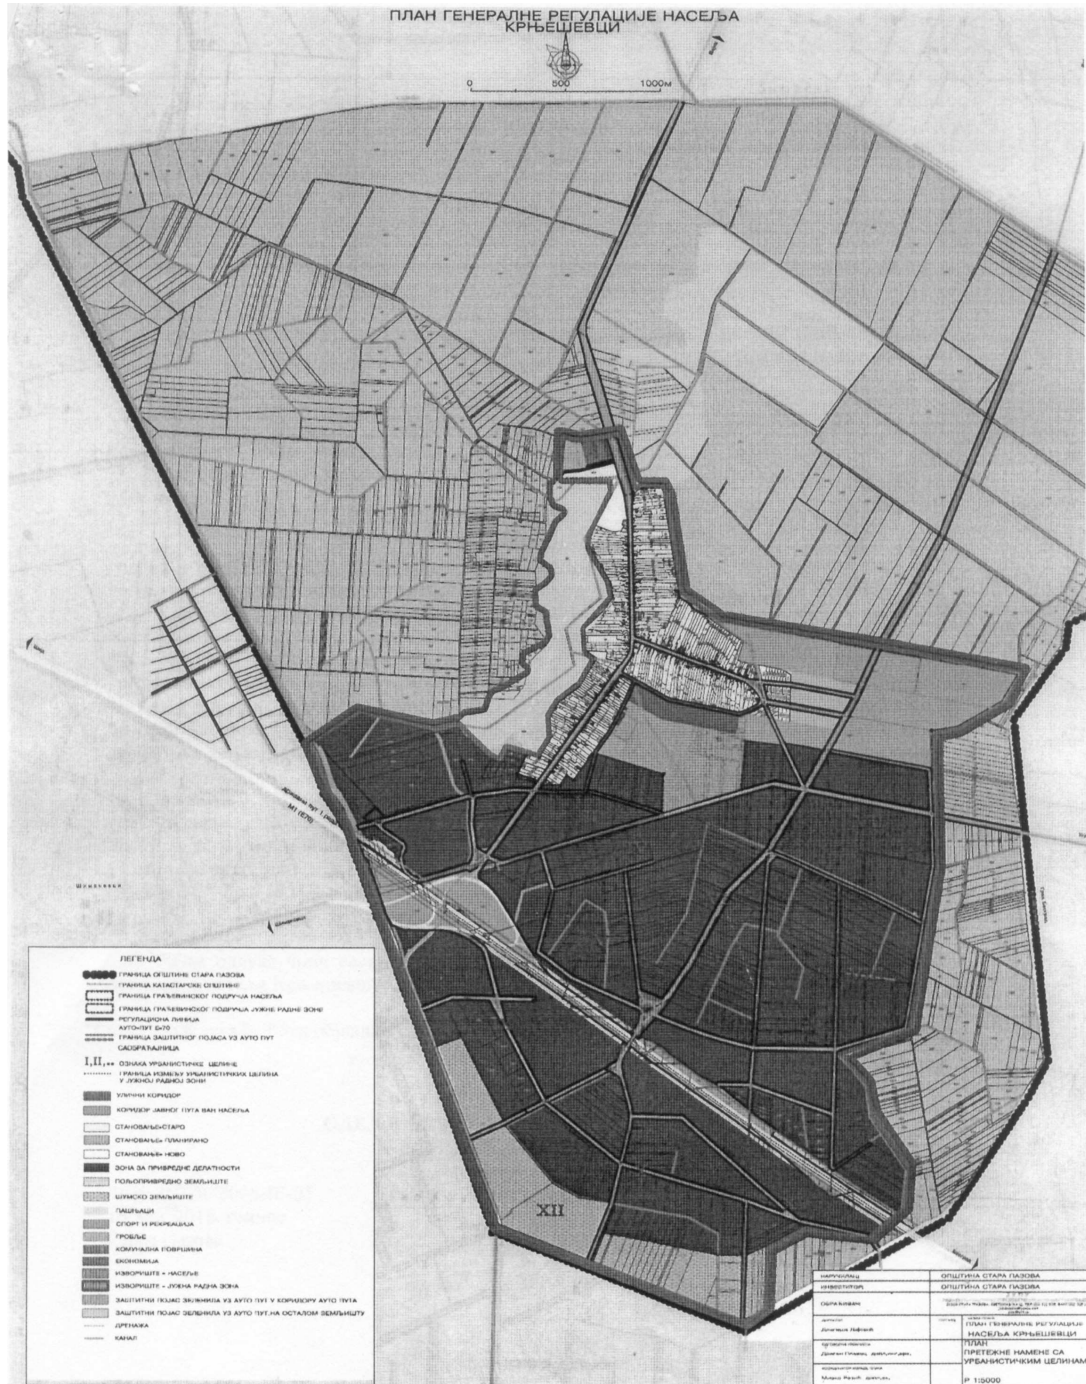 ПЛАН ГЕНЕРАЛНЕ РЕГУЛАЦИЈЕ НАСЕЉА
КРЊЕШЕВЦИ
0 500 1000м
М1 (Е70)
XII
ЛЕГЕНДА
ГРАНИЦА ОПШТИНЕ СТАРА ПАЗОВА
ГРАНИЦА КАТАСТАРСКЕ ОПШТИНЕ
ГРАНИЦА ГРАЂЕВИНСКОГ ПОДРУЧЈА НАСЕЉА
ГРАНИЦА ГРАЂЕВИНСКОГ ПОДРУЧЈА ЈУЖНЕ РАДНЕ ЗОНЕ
РЕГУЛАЦИОНА ЛИНИЈА
АУТО-ПУТ Е-70
ГРАНИЦА ЗАШТИТНОГ ПОЈАСА УЗ АУТО ПУТ
САОБРАЋАЈНИЦА
I,II,.. ОЗНАКА УРБАНИСТИЧКЕ ЦЕЛИНЕ
ГРАНИЦА ИЗМЕЂУ УРБАНИСТИЧКИХ ЦЕЛИНА
У ЈУЖНОЈ РАДНОЈ ЗОНИ
УЛИЧНИ КОРИДОР
КОРИДОР ЈАВНОГ ПУТА ВАН НАСЕЉА
СТАНОВАЊЕ-СТАРО
СТАНОВАЊЕ- ПЛАНИРАНО
СТАНОВАЊЕ- НОВО
ЗОНА ЗА ПРИВРЕДНЕ ДЕЛАТНОСТИ
ПОЉОПРИВРЕДНО ЗЕМЉИШТЕ
ШУМСКО ЗЕМЉИШТЕ
ПАШЊАЦИ
СПОРТ И РЕКРЕАЦИЈА
ГРОБЉЕ
КОМУНАЛНА ПОВРШИНА
ЕКОНОМИЈА
ИЗВОРИШТЕ - НАСЕЉЕ
ИЗВОРИШТЕ - ЈУЖНА РАДНА ЗОНА
ЗАШТИТНИ ПОЈАС ЗЕЛЕНИЛА УЗ АУТО ПУТ У КОРИДОРУ АУТО ПУТА
ЗАШТИТНИ ПОЈАС ЗЕЛЕНИЛА УЗ АУТО ПУТ, НА ОСТАЛОМ ЗЕМЉИШТУ
ДРЕНАЖА
КАНАЛ
НАРУЧИЛАЦ ОПШТИНА СТАРА ПАЗОВА
ИНВЕСТИТОР ОПШТИНА СТАРА ПАЗОВА
ОБРАЂИВАЧ
ПЛАН ГЕНЕРАЛНЕ РЕГУЛАЦИЈЕ
НАСЕЉА КРЊЕШЕВЦИ
ПЛАН
ПРЕТЕЖНЕ НАМЕНЕ СА
УРБАНИСТИЧКИМ ЦЕЛИНАМА
Р 1:5000